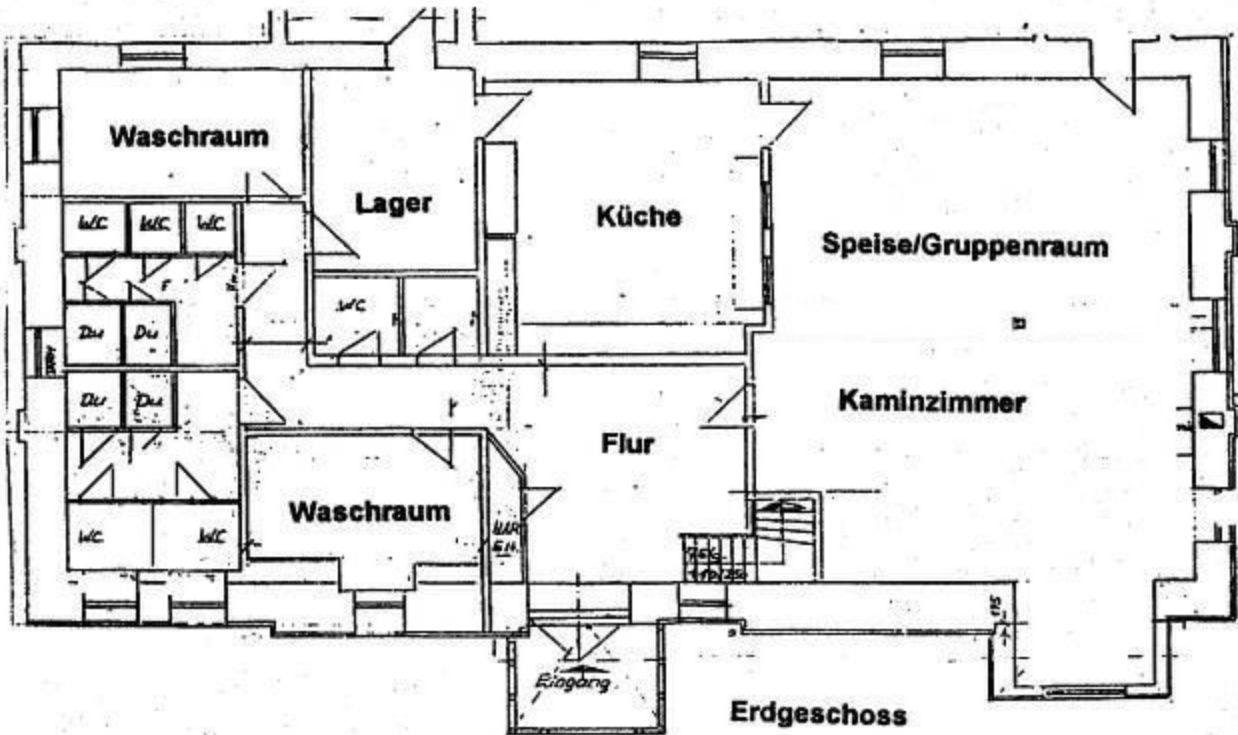 Waschraum
Lager
Küche
Speise/Gruppenraum
WC
WC
WC
WC
F
Du
Du
Du
Du
Kaminzimmer
Flur
Waschraum
WC
WC
Eingang
Erdgeschoss